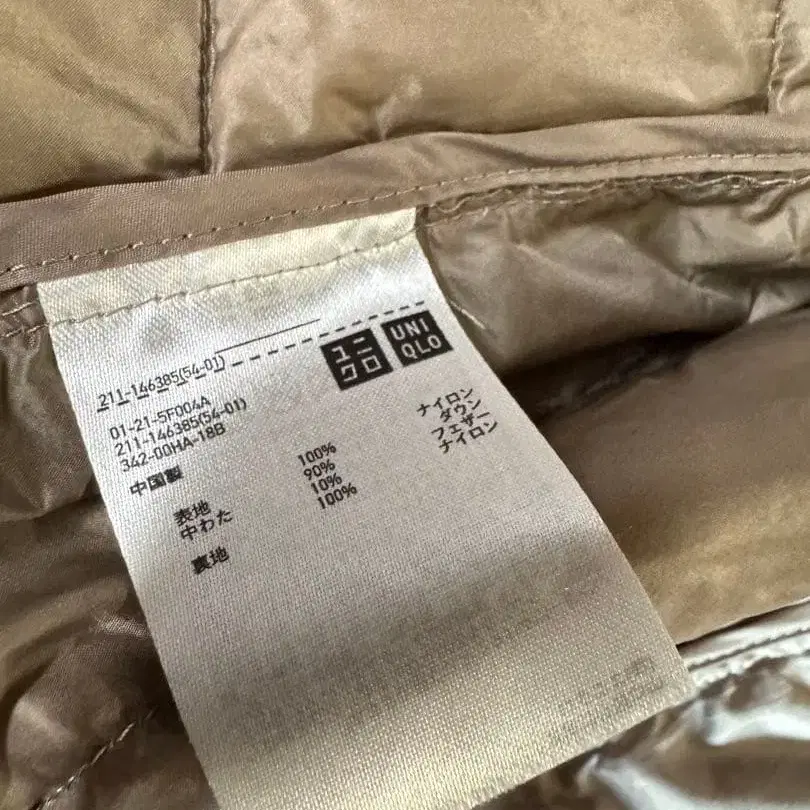 211-146385(54-01)
ユニ
クロ
UNI
QLO
01-21-5F004A
211-146385(54-01)
342-00HA-18B
中国製
表地 100% ナイロン
中わた 90% ダウン
10% フェザー
裏地 100% ナイロン